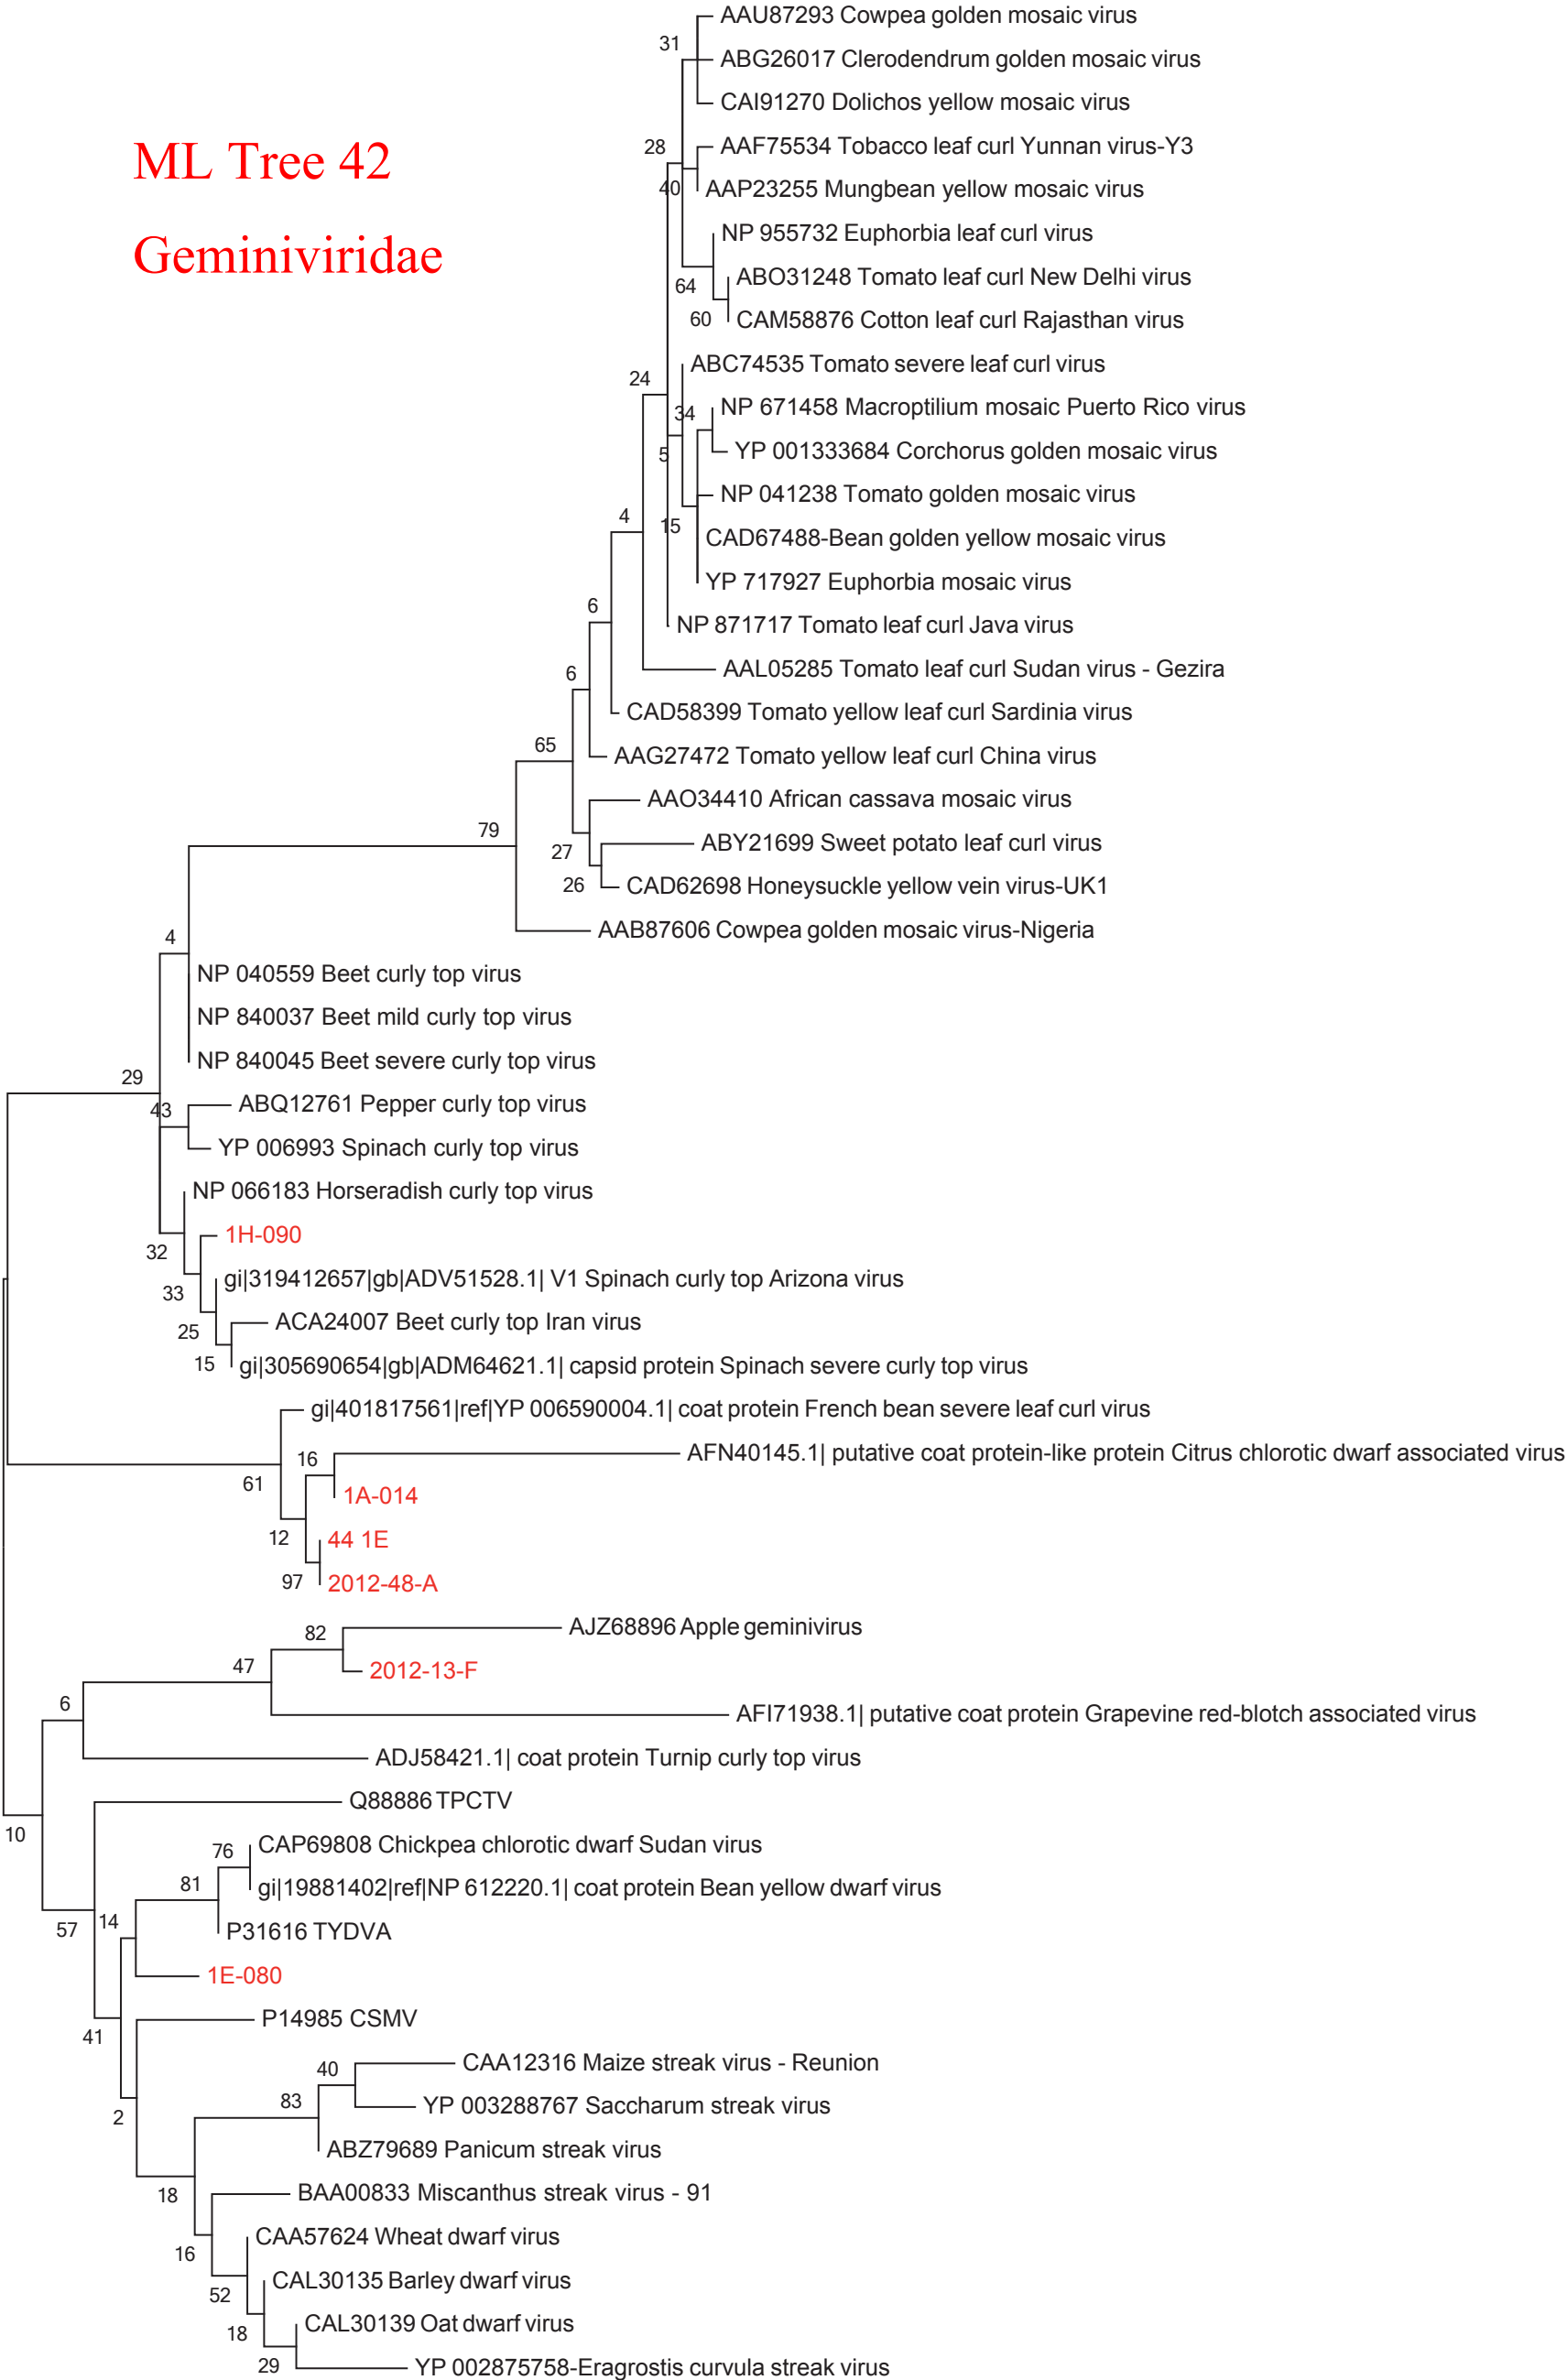 ML Tree 42
Geminiviridae
AAU87293 Cowpea golden mosaic virus
31
ABG26017 Clerodendrum golden mosaic virus
CAI91270 Dolichos yellow mosaic virus
28
AAF75534 Tobacco leaf curl Yunnan virus-Y3
40
AAP23255 Mungbean yellow mosaic virus
NP 955732 Euphorbia leaf curl virus
64
ABO31248 Tomato leaf curl New Delhi virus
60
CAM58876 Cotton leaf curl Rajasthan virus
ABC74535 Tomato severe leaf curl virus
24
34
NP 671458 Macroptilium mosaic Puerto Rico virus
5
YP 001333684 Corchorus golden mosaic virus
NP 041238 Tomato golden mosaic virus
4
15
CAD67488-Bean golden yellow mosaic virus
YP 717927 Euphorbia mosaic virus
6
NP 871717 Tomato leaf curl Java virus
6
AAL05285 Tomato leaf curl Sudan virus - Gezira
CAD58399 Tomato yellow leaf curl Sardinia virus
65
AAG27472 Tomato yellow leaf curl China virus
AAO34410 African cassava mosaic virus
79
27
ABY21699 Sweet potato leaf curl virus
26
CAD62698 Honeysuckle yellow vein virus-UK1
AAB87606 Cowpea golden mosaic virus-Nigeria
4
NP 040559 Beet curly top virus
NP 840037 Beet mild curly top virus
NP 840045 Beet severe curly top virus
29
43
ABQ12761 Pepper curly top virus
YP 006993 Spinach curly top virus
NP 066183 Horseradish curly top virus
32
1H-090
33
gi|319412657|gb|ADV51528.1| V1 Spinach curly top Arizona virus
25
ACA24007 Beet curly top Iran virus
15
gi|305690654|gb|ADM64621.1| capsid protein Spinach severe curly top virus
gi|401817561|ref|YP 006590004.1| coat protein French bean severe leaf curl virus
61
16
AFN40145.1| putative coat protein-like protein Citrus chlorotic dwarf associated virus
1A-014
12
44 1E
97
2012-48-A
82
AJZ68896 Apple geminivirus
47
2012-13-F
6
AFI71938.1| putative coat protein Grapevine red-blotch associated virus
ADJ58421.1| coat protein Turnip curly top virus
10
Q88886 TPCTV
76
CAP69808 Chickpea chlorotic dwarf Sudan virus
81
gi|19881402|ref|NP 612220.1| coat protein Bean yellow dwarf virus
57
14
P31616 TYDVA
1E-080
41
P14985 CSMV
40
CAA12316 Maize streak virus - Reunion
83
YP 003288767 Saccharum streak virus
2
ABZ79689 Panicum streak virus
18
BAA00833 Miscanthus streak virus - 91
16
CAA57624 Wheat dwarf virus
52
CAL30135 Barley dwarf virus
18
CAL30139 Oat dwarf virus
29
YP 002875758-Eragrostis curvula streak virus